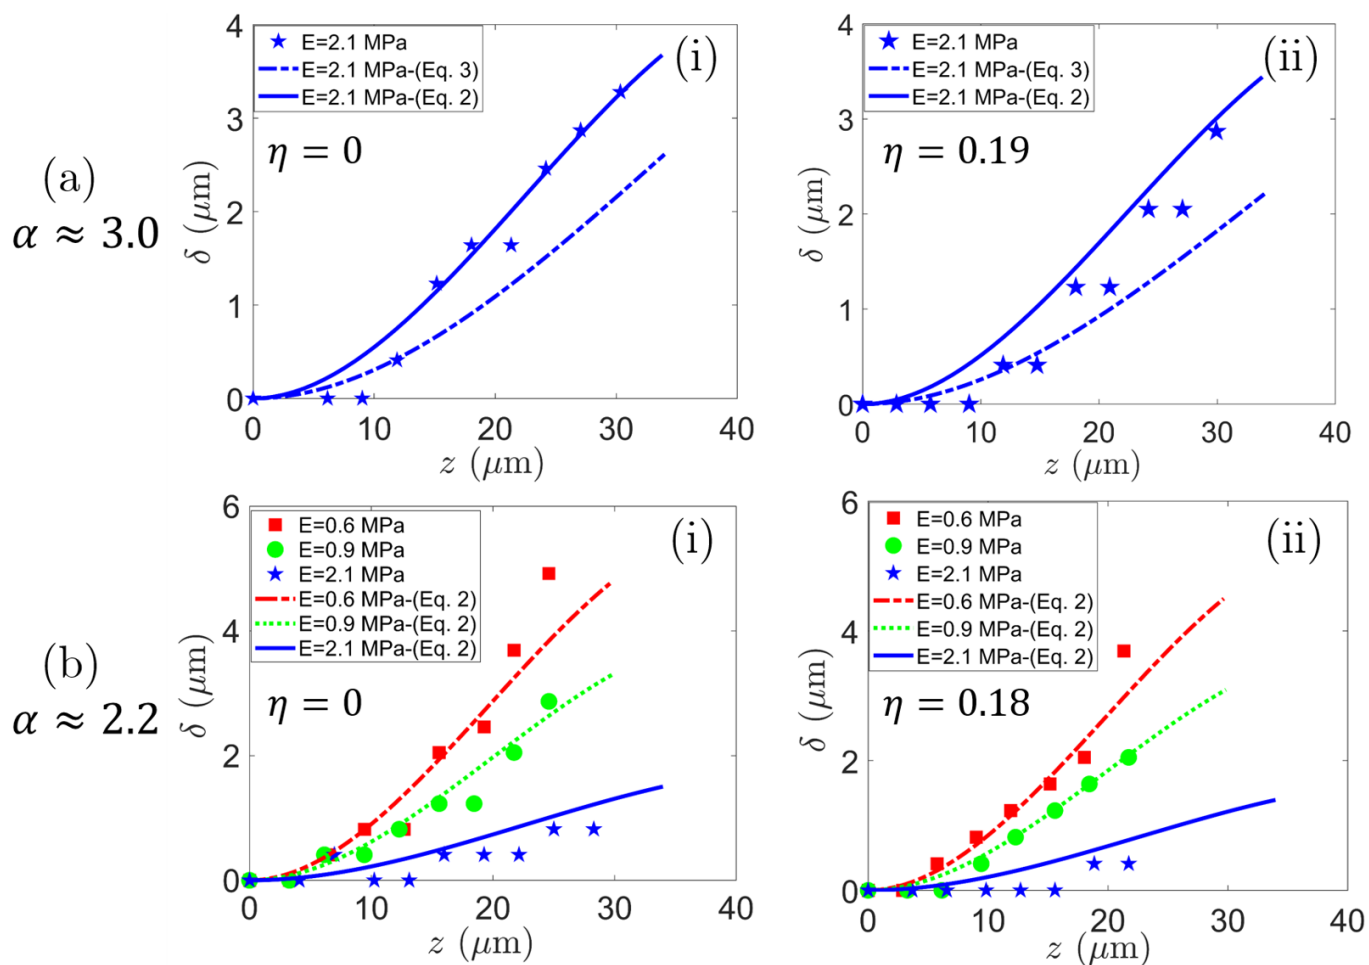 (a)
α ≈ 3.0
4
3
2
1
0
δ (μm)
E=2.1 MPa
E=2.1 MPa-(Eq. 3)
E=2.1 MPa-(Eq. 2)
(i)
η = 0
0 10 20 30 40
z (μm)
4
3
2
1
0
δ (μm)
E=2.1 MPa
E=2.1 MPa-(Eq. 3)
E=2.1 MPa-(Eq. 2)
(ii)
η = 0.19
0 10 20 30 40
z (μm)
(b)
α ≈ 2.2
6
4
2
0
δ (μm)
E=0.6 MPa
E=0.9 MPa
E=2.1 MPa
E=0.6 MPa-(Eq. 2)
E=0.9 MPa-(Eq. 2)
E=2.1 MPa-(Eq. 2)
(i)
η = 0
0 10 20 30 40
z (μm)
6
4
2
0
δ (μm)
E=0.6 MPa
E=0.9 MPa
E=2.1 MPa
E=0.6 MPa-(Eq. 2)
E=0.9 MPa-(Eq. 2)
E=2.1 MPa-(Eq. 2)
(ii)
η = 0.18
0 10 20 30 40
z (μm)